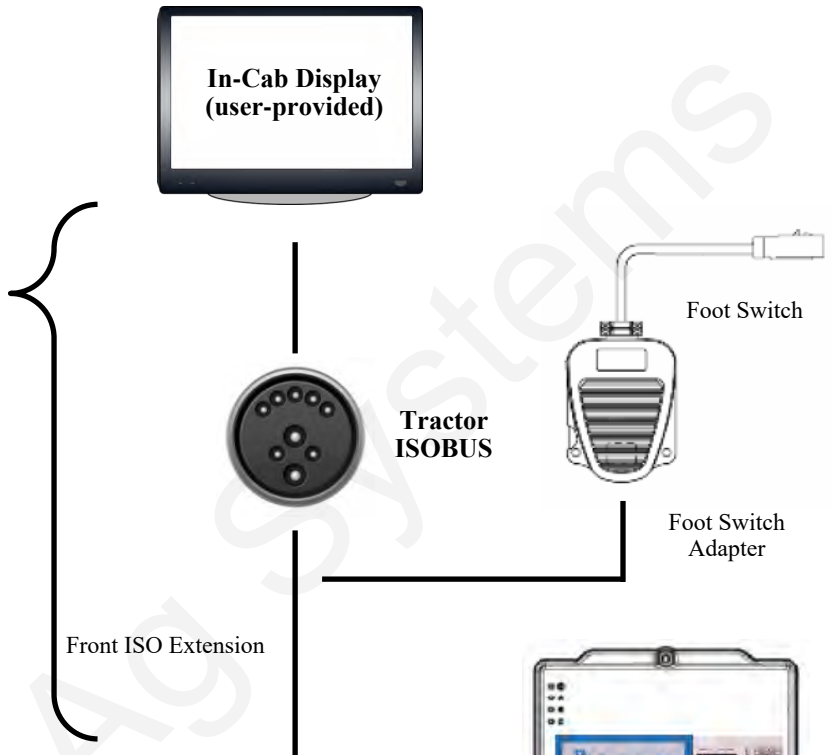 In-Cab Display
(user-provided)
Foot Switch
Tractor
ISOBUS
Foot Switch
Adapter
Front ISO Extension
Ag Systems